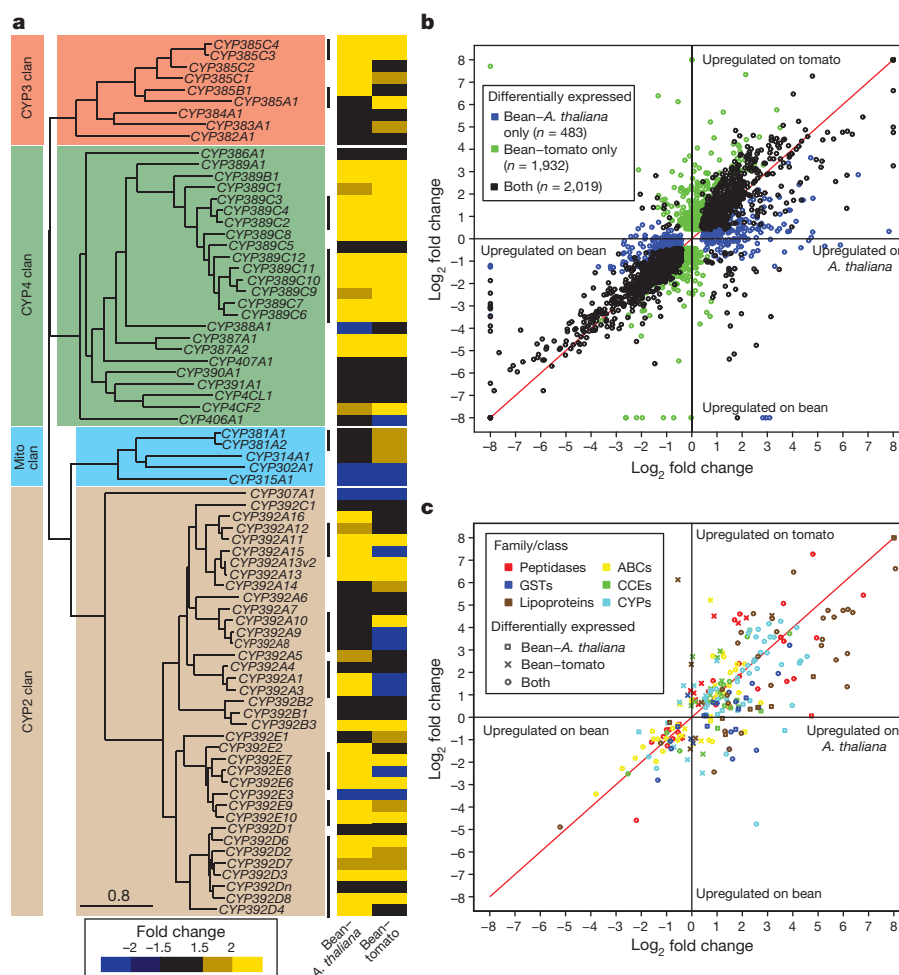 a
CYP3 clan
CYP385C4
CYP385C3
CYP385C2
CYP385C1
CYP385B1
CYP385A1
CYP384A1
CYP383A1
CYP382A1
CYP4 clan
CYP386A1
CYP389A1
CYP389B1
CYP389C1
CYP389C3
CYP389C4
CYP389C2
CYP389C8
CYP389C5
CYP389C12
CYP389C11
CYP389C10
CYP389C9
CYP389C7
CYP389C6
CYP388A1
CYP387A1
CYP387A2
CYP407A1
CYP390A1
CYP391A1
CYP4CL1
CYP4CF2
CYP406A1
Mito
clan
CYP381A1
CYP381A2
CYP314A1
CYP302A1
CYP315A1
CYP2 clan
CYP307A1
CYP392C1
CYP392A16
CYP392A12
CYP392A11
CYP392A15
CYP392A13v2
CYP392A13
CYP392A14
CYP392A6
CYP392A7
CYP392A10
CYP392A9
CYP392A8
CYP392A5
CYP392A4
CYP392A1
CYP392A3
CYP392B2
CYP392B1
CYP392B3
CYP392E1
CYP392E2
CYP392E7
CYP392E8
CYP392E6
CYP392E3
CYP392E9
CYP392E10
CYP392D1
CYP392D6
CYP392D2
CYP392D7
CYP392D3
CYP392Dn
CYP392D8
CYP392D4
0.8
Bean–
A. thaliana
Bean–
tomato
Fold change
−2 −1.5 1.5 2
b
Upregulated on tomato
Differentially expressed
Bean–A. thaliana
only (n = 483)
Bean–tomato only
(n = 1,932)
Both (n = 2,019)
Upregulated on bean
Upregulated on
A. thaliana
Upregulated on bean
8
7
6
5
4
3
2
1
0
−1
−2
−3
−4
−5
−6
−7
−8
Log2 fold change
−8 −7 −6 −5 −4 −3 −2 −1 0 1 2 3 4 5 6 7 8
Log2 fold change
c
Upregulated on tomato
Family/class
Peptidases ABCs
GSTs CCEs
Lipoproteins CYPs
Differentially expressed
Bean–A. thaliana
Bean–tomato
Both
Upregulated on bean
Upregulated on
A. thaliana
Upregulated on bean
8
7
6
5
4
3
2
1
0
−1
−2
−3
−4
−5
−6
−7
−8
Log2 fold change
−8 −7 −6 −5 −4 −3 −2 −1 0 1 2 3 4 5 6 7 8
Log2 fold change